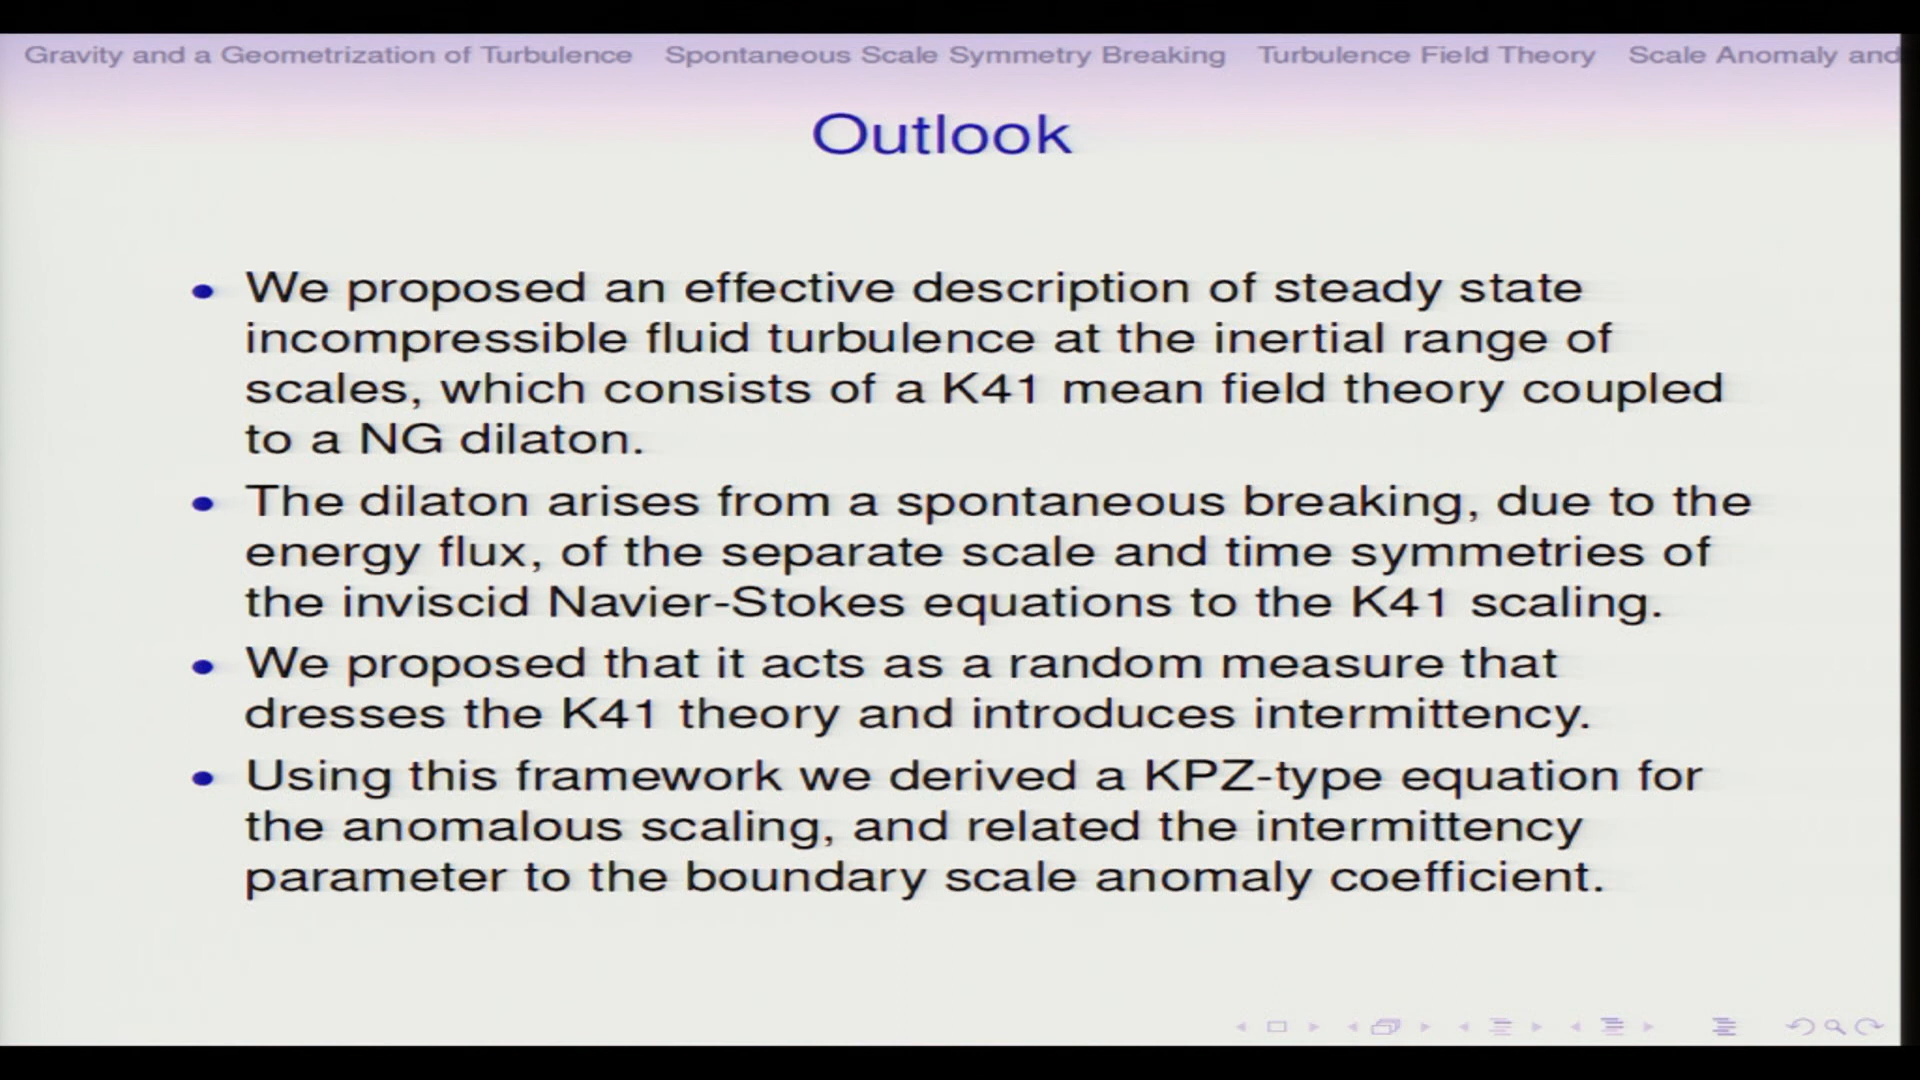 Gravity and a Geometrization of Turbulence Spontaneous Scale Symmetry Breaking Turbulence Field Theory Scale Anomaly and
Outlook
• We proposed an effective description of steady state
incompressible fluid turbulence at the inertial range of
scales, which consists of a K41 mean field theory coupled
to a NG dilaton.
• The dilaton arises from a spontaneous breaking, due to the
energy flux, of the separate scale and time symmetries of
the inviscid Navier-Stokes equations to the K41 scaling.
• We proposed that it acts as a random measure that
dresses the K41 theory and introduces intermittency.
• Using this framework we derived a KPZ-type equation for
the anomalous scaling, and related the intermittency
parameter to the boundary scale anomaly coefficient.